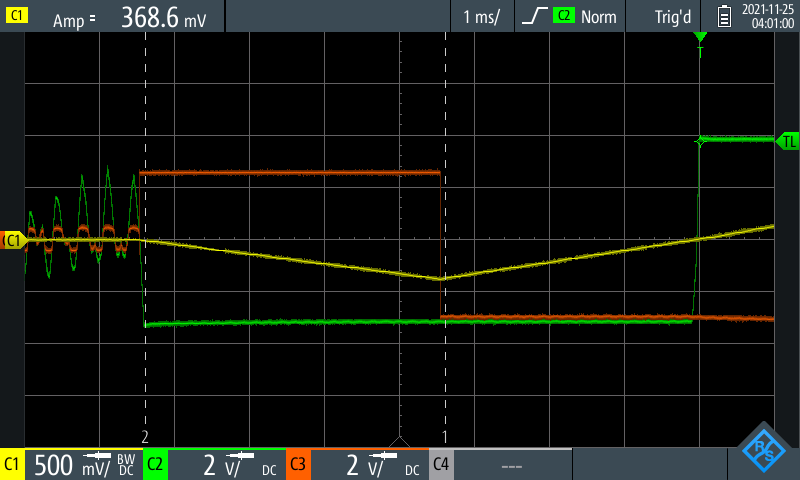 C1 Amp = 368.6 mV 1 ms/ C2 Norm Trig'd 2021-11-25
04:01:00
T
TL
C1
2 1
C1 500 mV/ BW DC C2 2 V/ DC C3 2 V/ DC C4 ---
R S